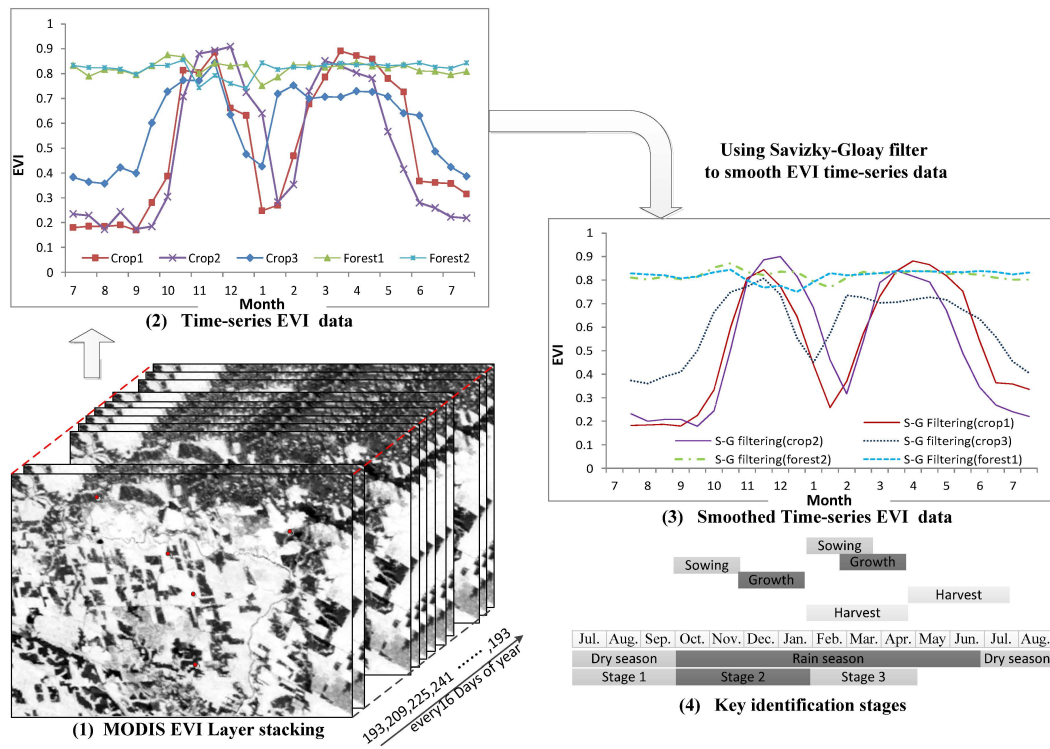 1
0.9
0.8
0.7
0.6
0.5
0.4
0.3
0.2
0.1
0
EVI
Crop1 Crop2 Crop3 Forest1 Forest2
7 8 9 10 11 12 1 2 3 4 5 6 7
Month
(2) Time-series EVI data
Using Savizky-Gloay filter
to smooth EVI time-series data
1
0.9
0.8
0.7
0.6
0.5
0.4
0.3
0.2
0.1
0
EVI
S-G Filtering(crop1)
S-G filtering(crop2) S-G filtering(crop3)
S-G filtering(forest2) S-G Filtering(forest1)
7 8 9 10 11 12 1 2 3 4 5 6 7
Month
(3) Smoothed Time-series EVI data
193,209,225,241 ...... ,193
every16 Days of year
(1) MODIS EVI Layer stacking
Sowing
Sowing Growth
Growth Harvest
Harvest
Jul. Aug. Sep. Oct. Nov. Dec. Jan. Feb. Mar. Apr. May Jun. Jul. Aug.
Dry season Rain season Dry season
Stage 1 Stage 2 Stage 3
(4) Key identification stages